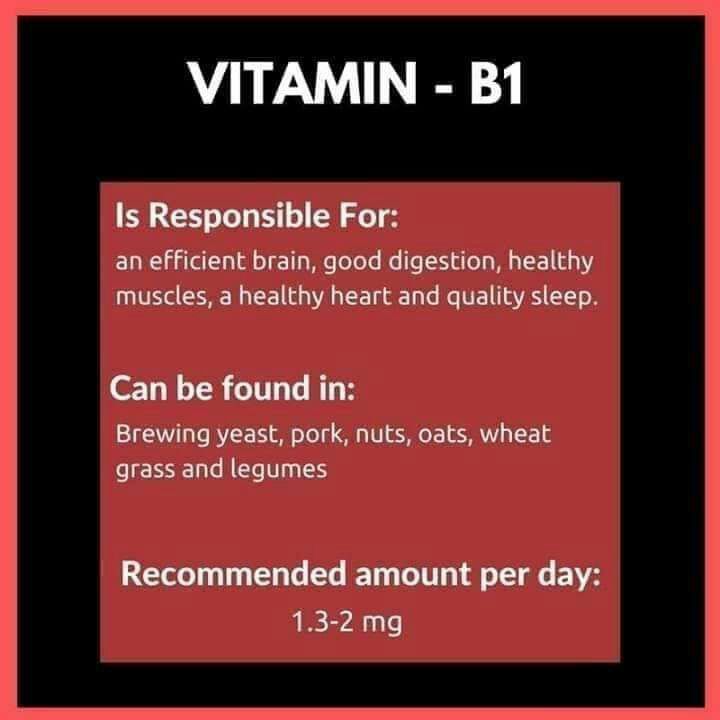 VITAMIN - B1
Is Responsible For:
an efficient brain, good digestion, healthy
muscles, a healthy heart and quality sleep.
Can be found in:
Brewing yeast, pork, nuts, oats, wheat
grass and legumes
Recommended amount per day:
1.3-2 mg